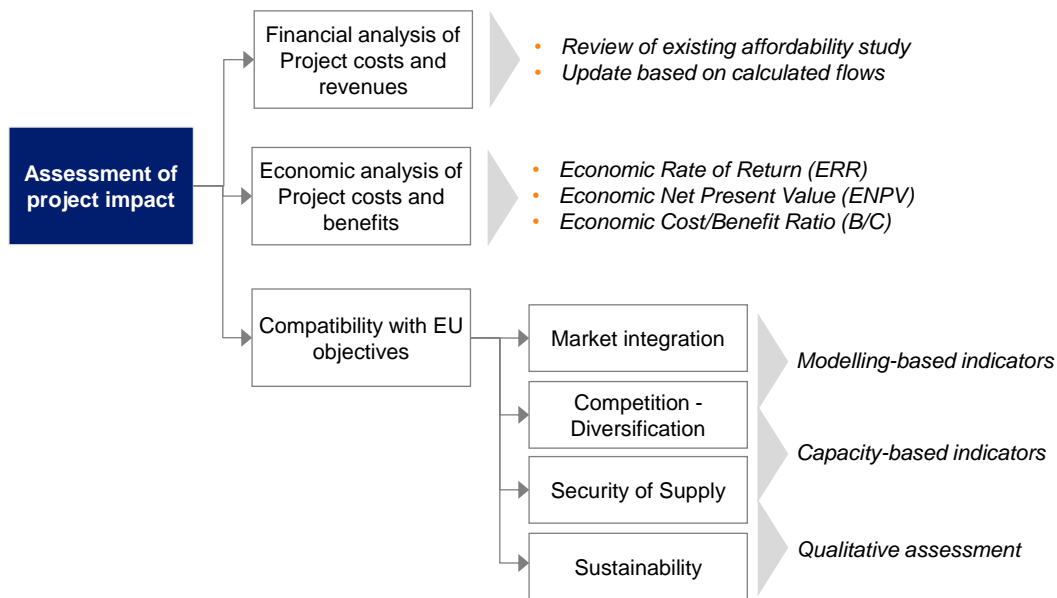 Assessment of
project impact
Financial analysis of
Project costs and
revenues
• Review of existing affordability study
• Update based on calculated flows
Economic analysis of
Project costs and
benefits
• Economic Rate of Return (ERR)
• Economic Net Present Value (ENPV)
• Economic Cost/Benefit Ratio (B/C)
Compatibility with EU
objectives
Market integration
Competition -
Diversification
Security of Supply
Sustainability
Modelling-based indicators
Capacity-based indicators
Qualitative assessment